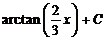 arctan(2/3 x) + C